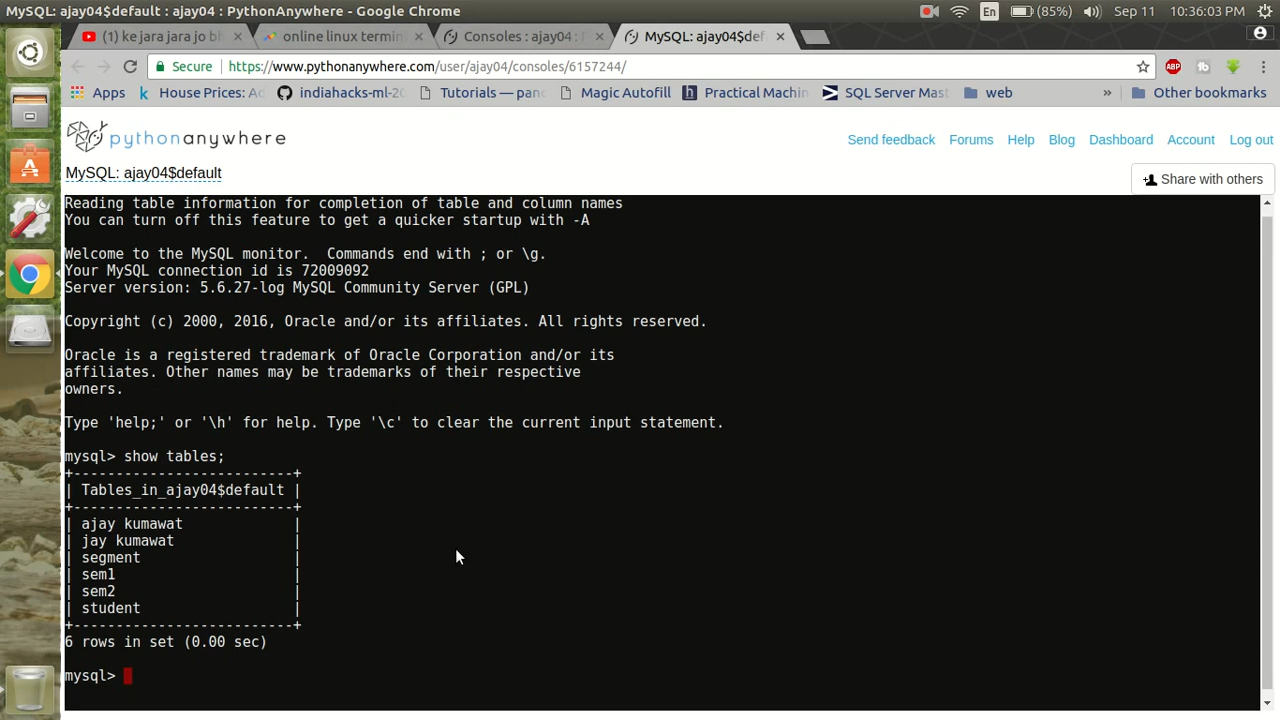 MySQL: ajay04$default : ajay04 : PythonAnywhere - Google Chrome
En (85%) Sep 11 10:36:03 PM
(1) ke jara jara jo bh
online linux termin
Consoles : ajay04 : P
MySQL: ajay04$def
Secure https://www.pythonanywhere.com/user/ajay04/consoles/6157244/
ABP
Apps House Prices: Ad indiahacks-ml-20 Tutorials — pand Magic Autofill Practical Machin SQL Server Mast web » Other bookmarks
pythonanywhere
Send feedback Forums Help Blog Dashboard Account Log out
MySQL: ajay04$default
Share with others
Reading table information for completion of table and column names
You can turn off this feature to get a quicker startup with -A
Welcome to the MySQL monitor.  Commands end with ; or \g.
Your MySQL connection id is 72009092
Server version: 5.6.27-log MySQL Community Server (GPL)
Copyright (c) 2000, 2016, Oracle and/or its affiliates. All rights reserved.
Oracle is a registered trademark of Oracle Corporation and/or its
affiliates. Other names may be trademarks of their respective
owners.
Type 'help;' or '\h' for help. Type '\c' to clear the current input statement.
mysql> show tables;
+--------------------------+
| Tables_in_ajay04$default |
+--------------------------+
| ajay kumawat             |
| jay kumawat              |
| segment                  |
| sem1                     |
| sem2                     |
| student                  |
+--------------------------+
6 rows in set (0.00 sec)
mysql>